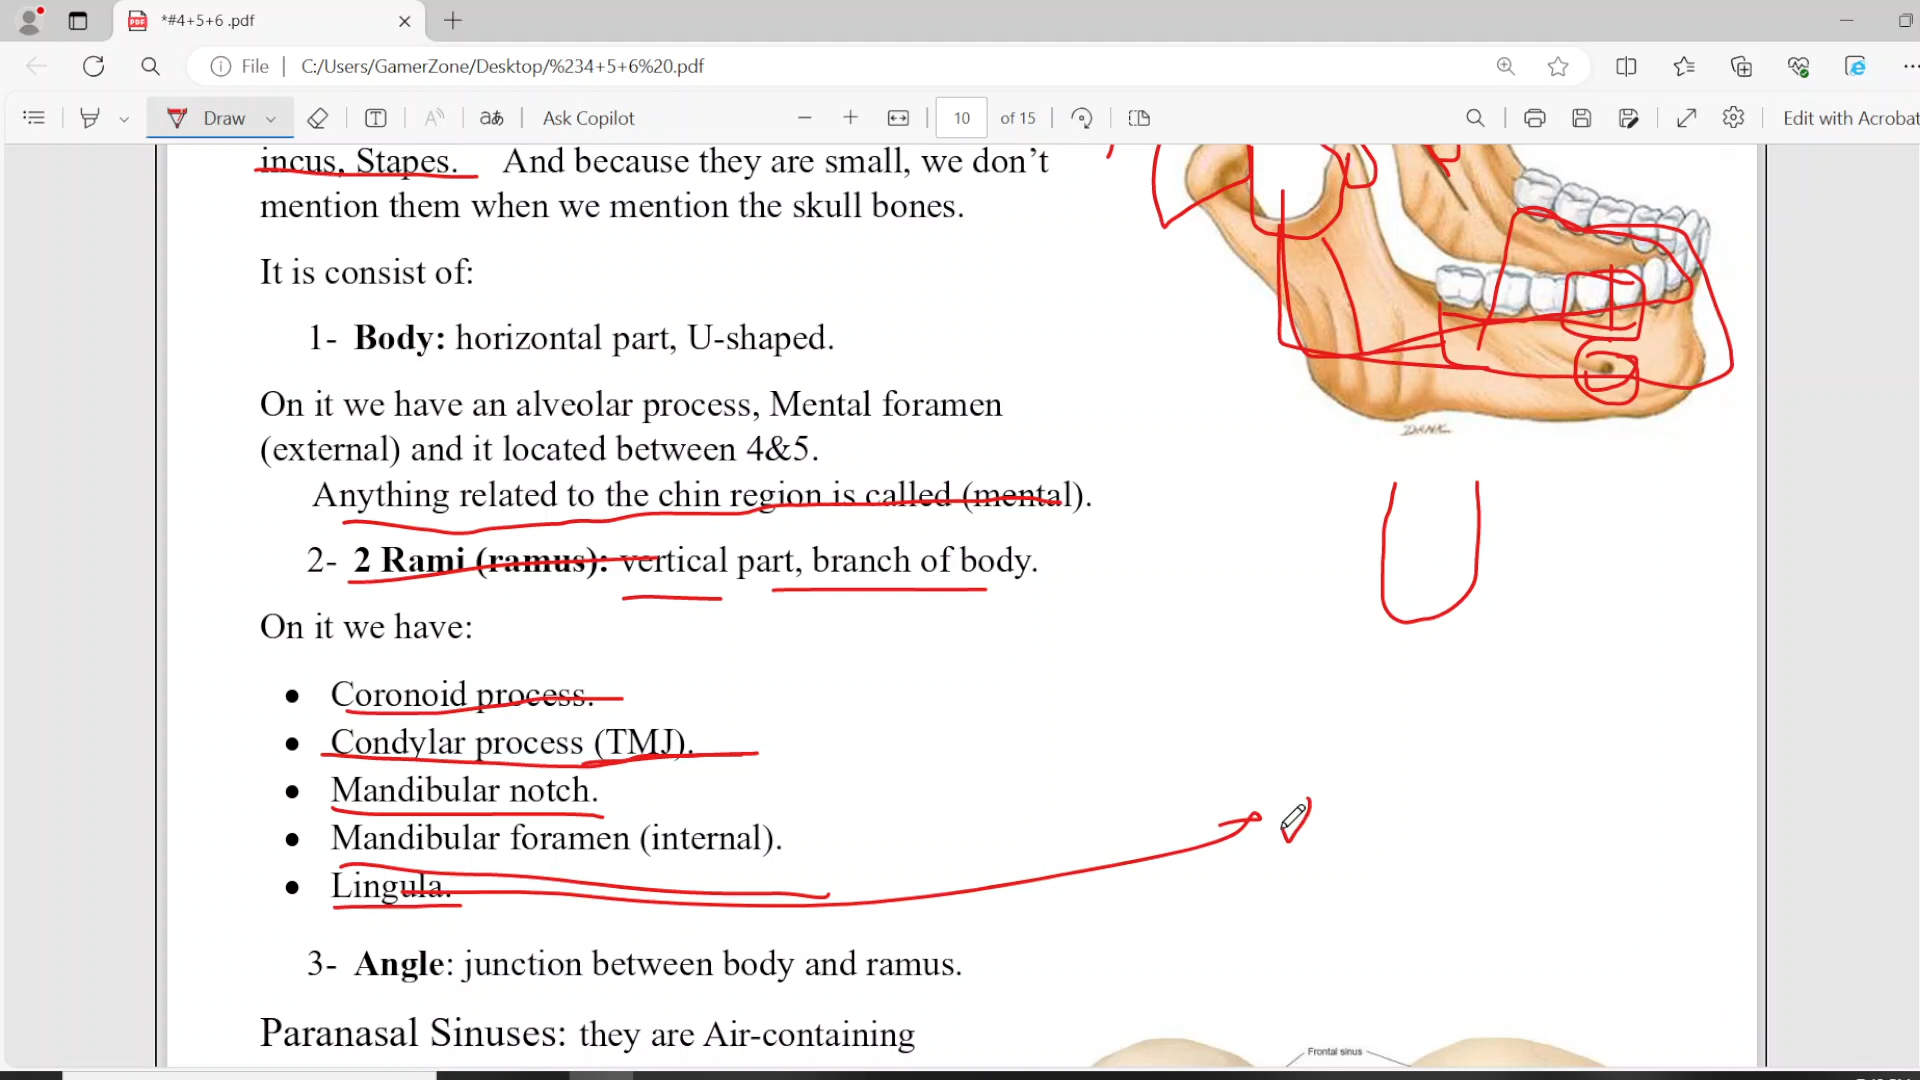 *#4+5+6 .pdf
File
C:/Users/GamerZone/Desktop/%234+5+6%20.pdf
Draw
Ask Copilot
10
of 15
Edit with Acrobat
incus, Stapes. And because they are small, we don’t
mention them when we mention the skull bones.
It is consist of:
1- Body: horizontal part, U-shaped.
On it we have an alveolar process, Mental foramen
(external) and it located between 4&5.
Anything related to the chin region is called (mental).
2- 2 Rami (ramus): vertical part, branch of body.
On it we have:
• Coronoid process.
• Condylar process (TMJ).
• Mandibular notch.
• Mandibular foramen (internal).
• Lingula.
3- Angle: junction between body and ramus.
Paranasal Sinuses: they are Air-containing
Frontal sinus